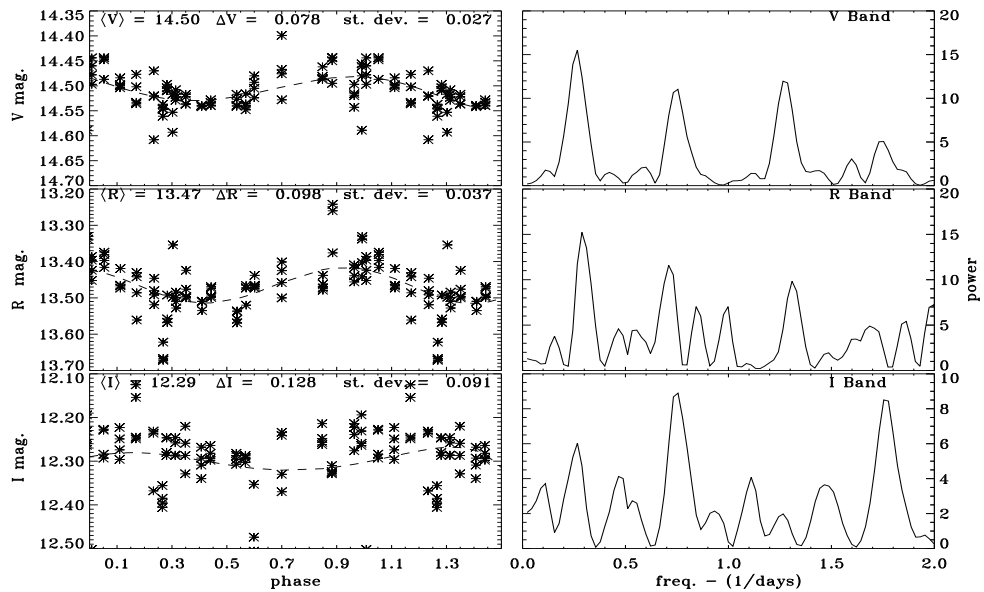 ⟨V⟩ = 14.50 ΔV = 0.078 st. dev. = 0.027
14.35
14.40
14.45
14.50
14.55
14.60
14.65
14.70
V mag.
V Band
20
15
10
5
0
⟨R⟩ = 13.47 ΔR = 0.098 st. dev. = 0.037
13.20
13.30
13.40
13.50
13.60
13.70
R mag.
R Band
20
15
10
5
0
power
⟨I⟩ 12.29 ΔI = 0.128 st. dev. = 0.091
12.10
12.20
12.30
12.40
12.50
I mag.
I Band
10
8
6
4
2
0
0.1 0.3 0.5 0.7 0.9 1.1 1.3
phase
0.0 0.5 1.0 1.5 2.0
freq. − (1/days)